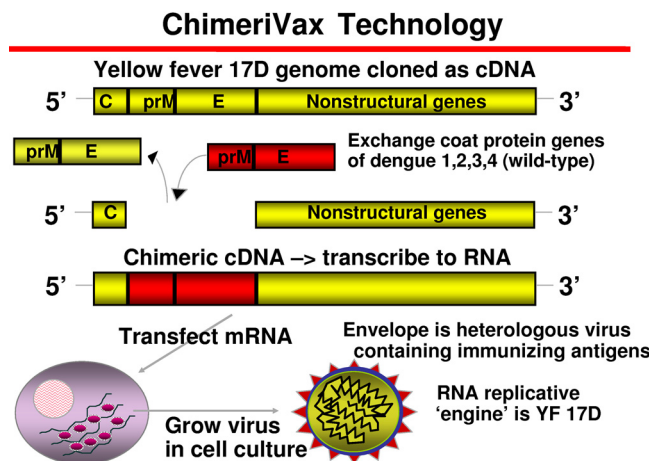 ChimeriVax Technology
Yellow fever 17D genome cloned as cDNA
5’ C prM E Nonstructural genes 3’
prM E prM E
Exchange coat protein genes
of dengue 1,2,3,4 (wild-type)
5’ C Nonstructural genes 3’
Chimeric cDNA –> transcribe to RNA
5’ 3’
Transfect mRNA
Envelope is heterologous virus
containing immunizing antigens
RNA replicative
‘engine’ is YF 17D
Grow virus
in cell culture